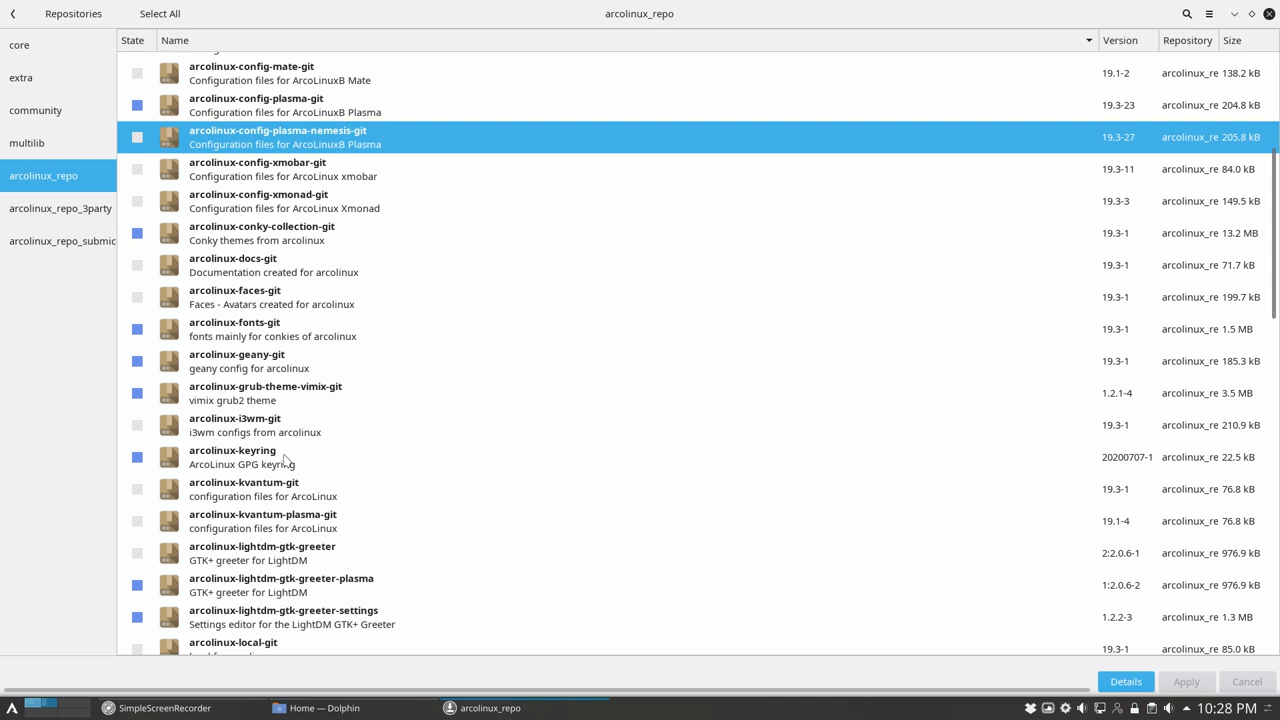 Repositories
Select All
arcolinux_repo
core
extra
community
multilib
arcolinux_repo
arcolinux_repo_3party
arcolinux_repo_submic
State
Name
Version
Repository
Size
arcolinux-config-mate-git
Configuration files for ArcoLinuxB Mate
19.1-2
arcolinux_re
138.2 kB
arcolinux-config-plasma-git
Configuration files for ArcoLinuxB Plasma
19.3-23
arcolinux_re
204.8 kB
arcolinux-config-plasma-nemesis-git
Configuration files for ArcoLinuxB Plasma
19.3-27
arcolinux_re
205.8 kB
arcolinux-config-xmobar-git
Configuration files for ArcoLinux xmobar
19.3-11
arcolinux_re
84.0 kB
arcolinux-config-xmonad-git
Configuration files for ArcoLinux Xmonad
19.3-3
arcolinux_re
149.5 kB
arcolinux-conky-collection-git
Conky themes from arcolinux
19.3-1
arcolinux_re
13.2 MB
arcolinux-docs-git
Documentation created for arcolinux
19.3-1
arcolinux_re
71.7 kB
arcolinux-faces-git
Faces - Avatars created for arcolinux
19.3-1
arcolinux_re
199.7 kB
arcolinux-fonts-git
fonts mainly for conkies of arcolinux
19.3-1
arcolinux_re
1.5 MB
arcolinux-geany-git
geany config for arcolinux
19.3-1
arcolinux_re
185.3 kB
arcolinux-grub-theme-vimix-git
vimix grub2 theme
1.2.1-4
arcolinux_re
3.5 MB
arcolinux-i3wm-git
i3wm configs from arcolinux
19.3-1
arcolinux_re
210.9 kB
arcolinux-keyring
ArcoLinux GPG keyring
20200707-1
arcolinux_re
22.5 kB
arcolinux-kvantum-git
configuration files for ArcoLinux
19.3-1
arcolinux_re
76.8 kB
arcolinux-kvantum-plasma-git
configuration files for ArcoLinux
19.1-4
arcolinux_re
76.8 kB
arcolinux-lightdm-gtk-greeter
GTK+ greeter for LightDM
2:2.0.6-1
arcolinux_re
976.9 kB
arcolinux-lightdm-gtk-greeter-plasma
GTK+ greeter for LightDM
1:2.0.6-2
arcolinux_re
976.9 kB
arcolinux-lightdm-gtk-greeter-settings
Settings editor for the LightDM GTK+ Greeter
1.2.2-3
arcolinux_re
1.3 MB
arcolinux-local-git
19.3-1
arcolinux_re
85.0 kB
Details
Apply
Cancel
SimpleScreenRecorder
Home — Dolphin
arcolinux_repo
10:28 PM